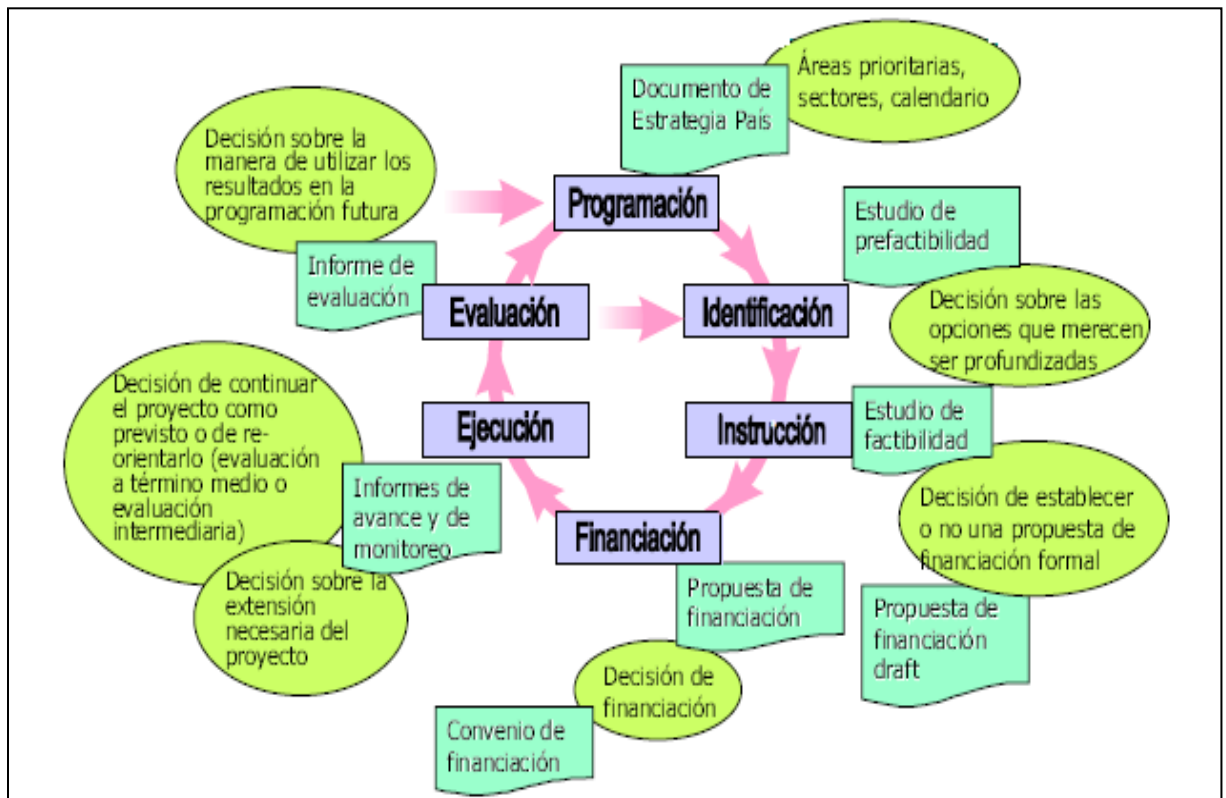 Áreas prioritarias,
sectores, calendario
Documento de
Estrategia País
Decisión sobre la
manera de utilizar los
resultados en la
programación futura
Programación
Estudio de
prefactibilidad
Informe de
evaluación
Evaluación
Identificación
Decisión sobre las
opciones que merecen
ser profundizadas
Decisión de continuar
el proyecto como
previsto o de re-
orientarlo (evaluación
a término medio o
evaluación
intermediaria)
Ejecución
Instrucción
Estudio de
factibilidad
Informes de
avance y de
monitoreo
Financiación
Decisión de establecer
o no una propuesta de
financiación formal
Decisión sobre la
extensión
necesaria del
proyecto
Propuesta de
financiación
Propuesta de
financiación
draft
Decisión de
financiación
Convenio de
financiación